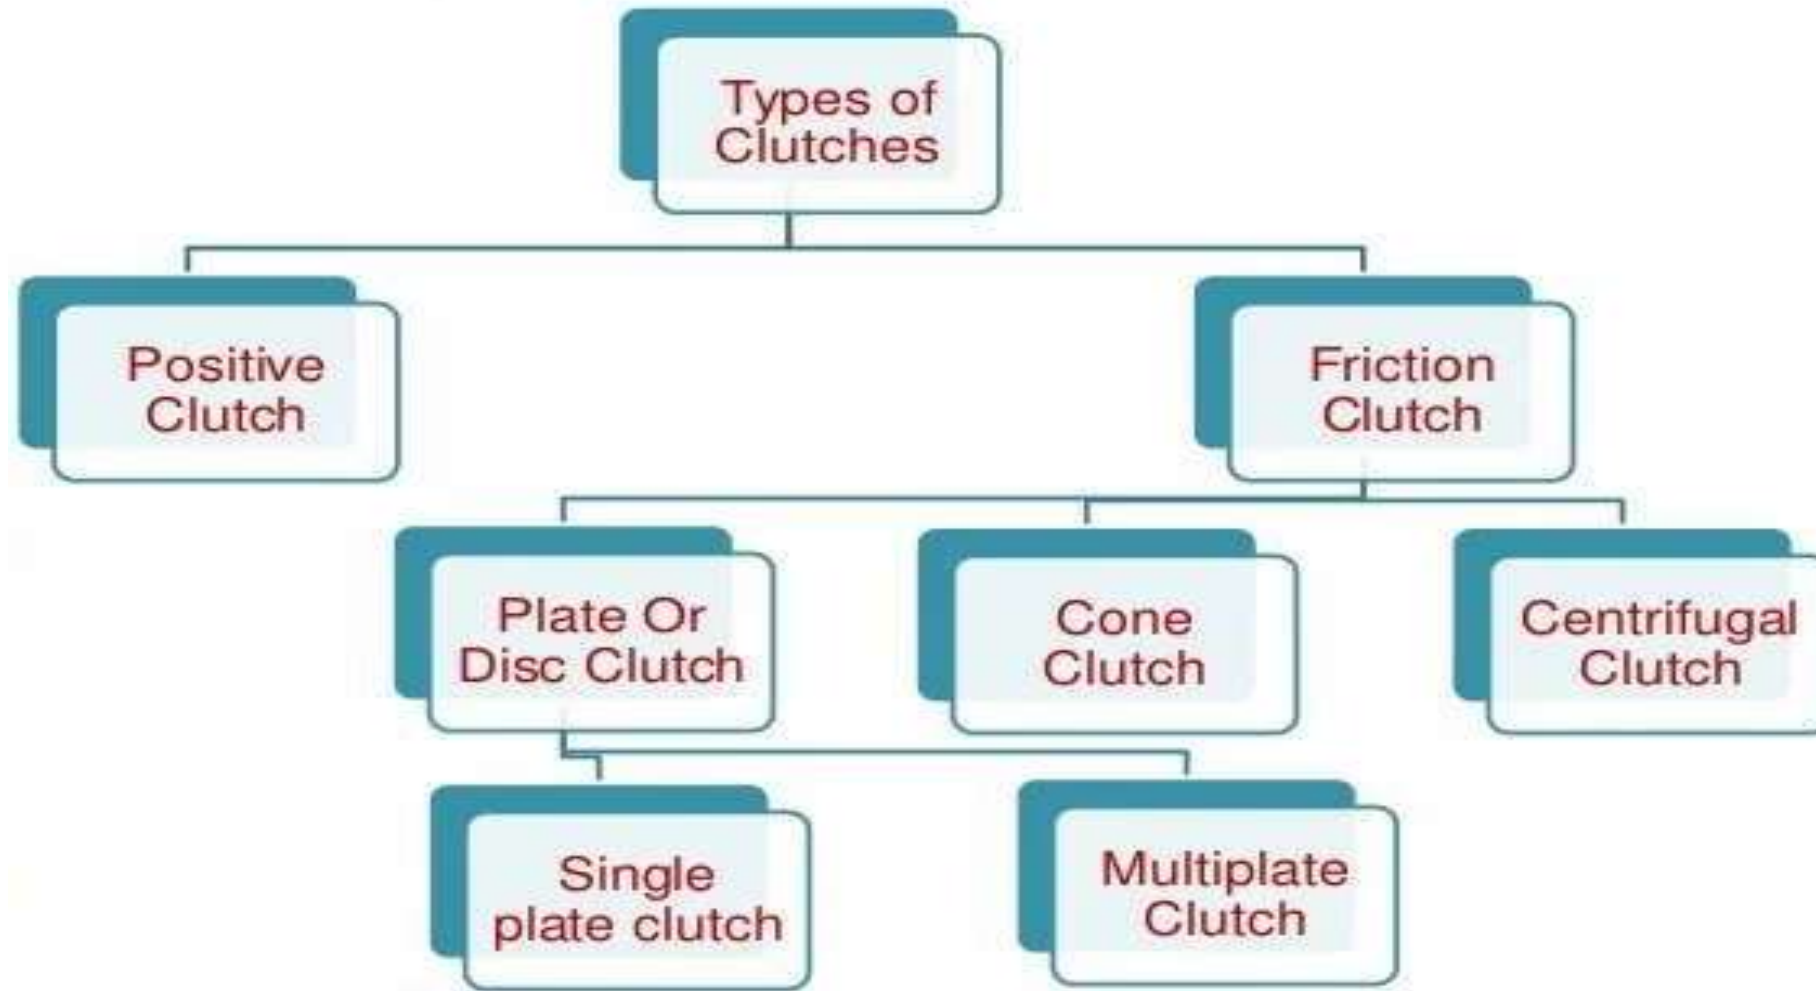 Types of
Clutches
Positive
Clutch
Friction
Clutch
Plate Or
Disc Clutch
Cone
Clutch
Centrifugal
Clutch
Single
plate clutch
Multiplate
Clutch